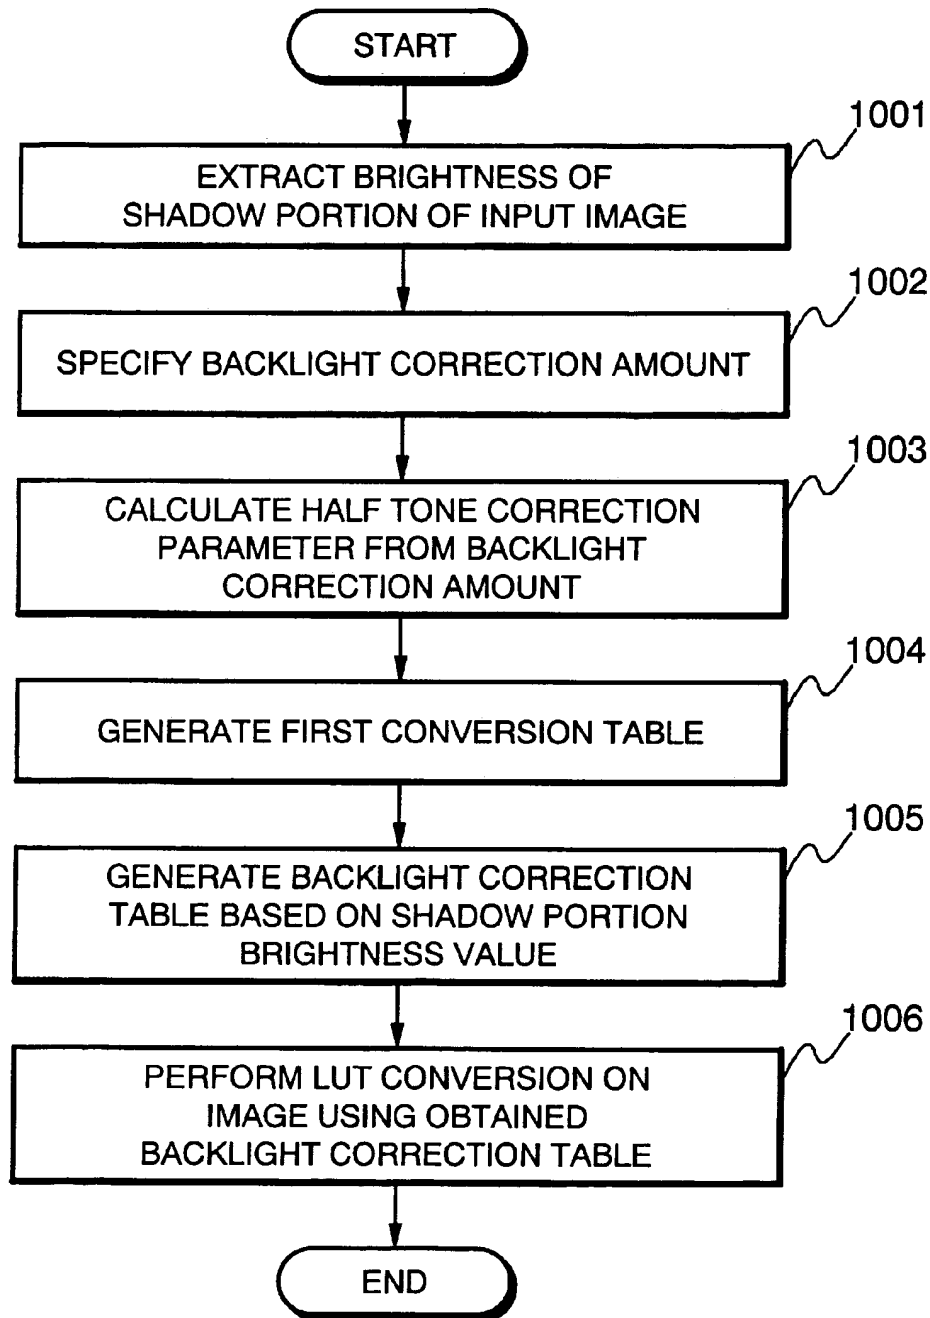 START
1001
EXTRACT BRIGHTNESS OF
SHADOW PORTION OF INPUT IMAGE
1002
SPECIFY BACKLIGHT CORRECTION AMOUNT
1003
CALCULATE HALF TONE CORRECTION
PARAMETER FROM BACKLIGHT
CORRECTION AMOUNT
1004
GENERATE FIRST CONVERSION TABLE
1005
GENERATE BACKLIGHT CORRECTION
TABLE BASED ON SHADOW PORTION
BRIGHTNESS VALUE
1006
PERFORM LUT CONVERSION ON
IMAGE USING OBTAINED
BACKLIGHT CORRECTION TABLE
END